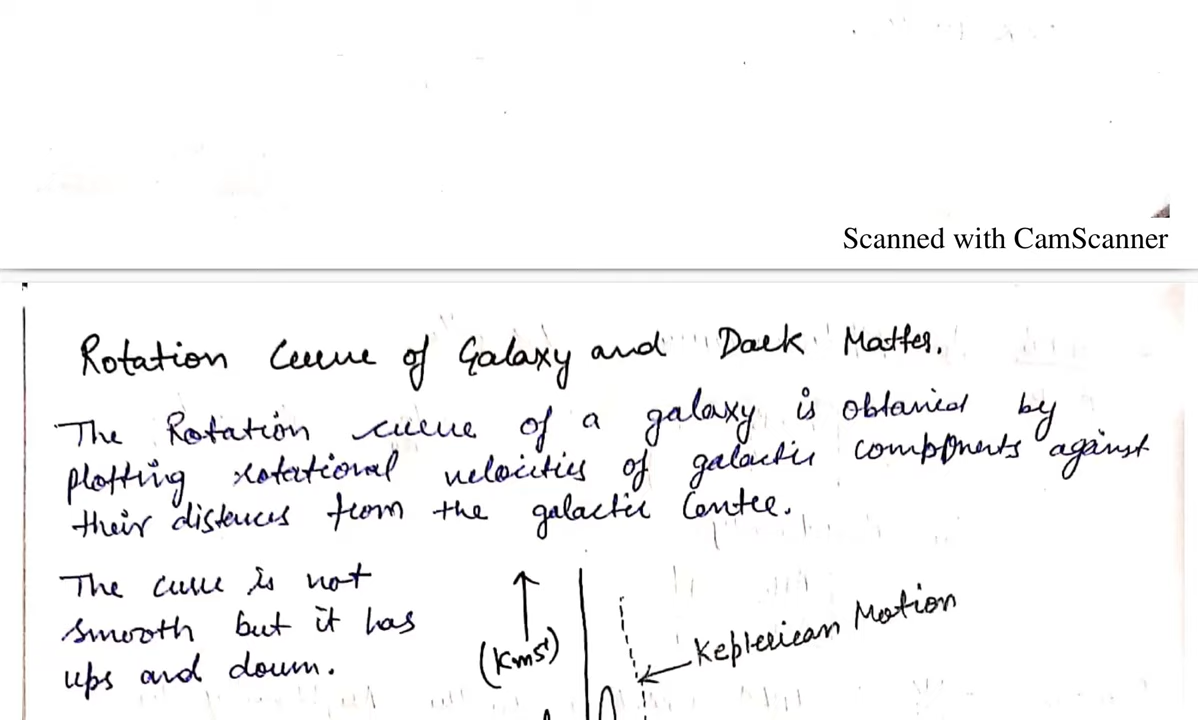 Scanned with CamScanner
Rotation Curve of Galaxy and Dark Matter.
The Rotation curve of a galaxy is obtained by
plotting rotational velocities of galactic components against
their distances from the galactic Centre.
The curve is not
smooth but it has
ups and down.
(Kms⁻¹)
Keplerican Motion